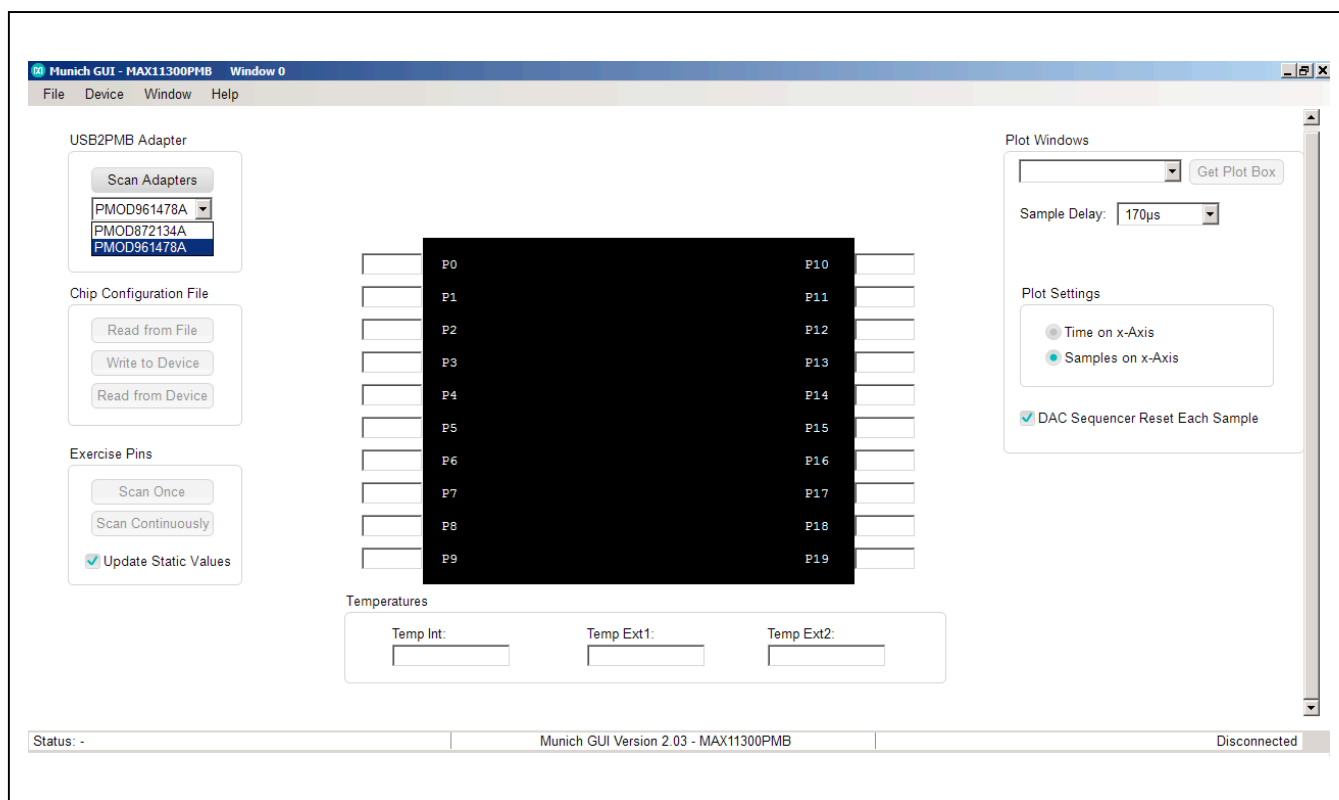 Munich GUI - MAX11300PMB Window 0
File Device Window Help
USB2PMB Adapter
Scan Adapters
PMOD961478A
PMOD872134A
PMOD961478A
Chip Configuration File
Read from File
Write to Device
Read from Device
Exercise Pins
Scan Once
Scan Continuously
Update Static Values
P0 P10
P1 P11
P2 P12
P3 P13
P4 P14
P5 P15
P6 P16
P7 P17
P8 P18
P9 P19
Temperatures
Temp Int: Temp Ext1: Temp Ext2:
Plot Windows
Get Plot Box
Sample Delay: 170µs
Plot Settings
Time on x-Axis
Samples on x-Axis
DAC Sequencer Reset Each Sample
Status: - Munich GUI Version 2.03 - MAX11300PMB Disconnected